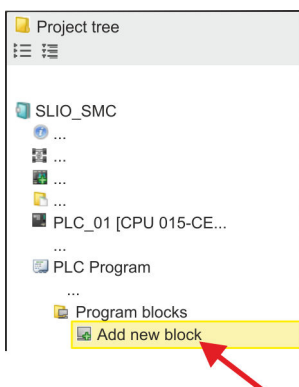 Project tree
SLIO_SMC
...
...
...
...
PLC_01 [CPU 015-CE...
...
PLC Program
...
Program blocks
Add new block